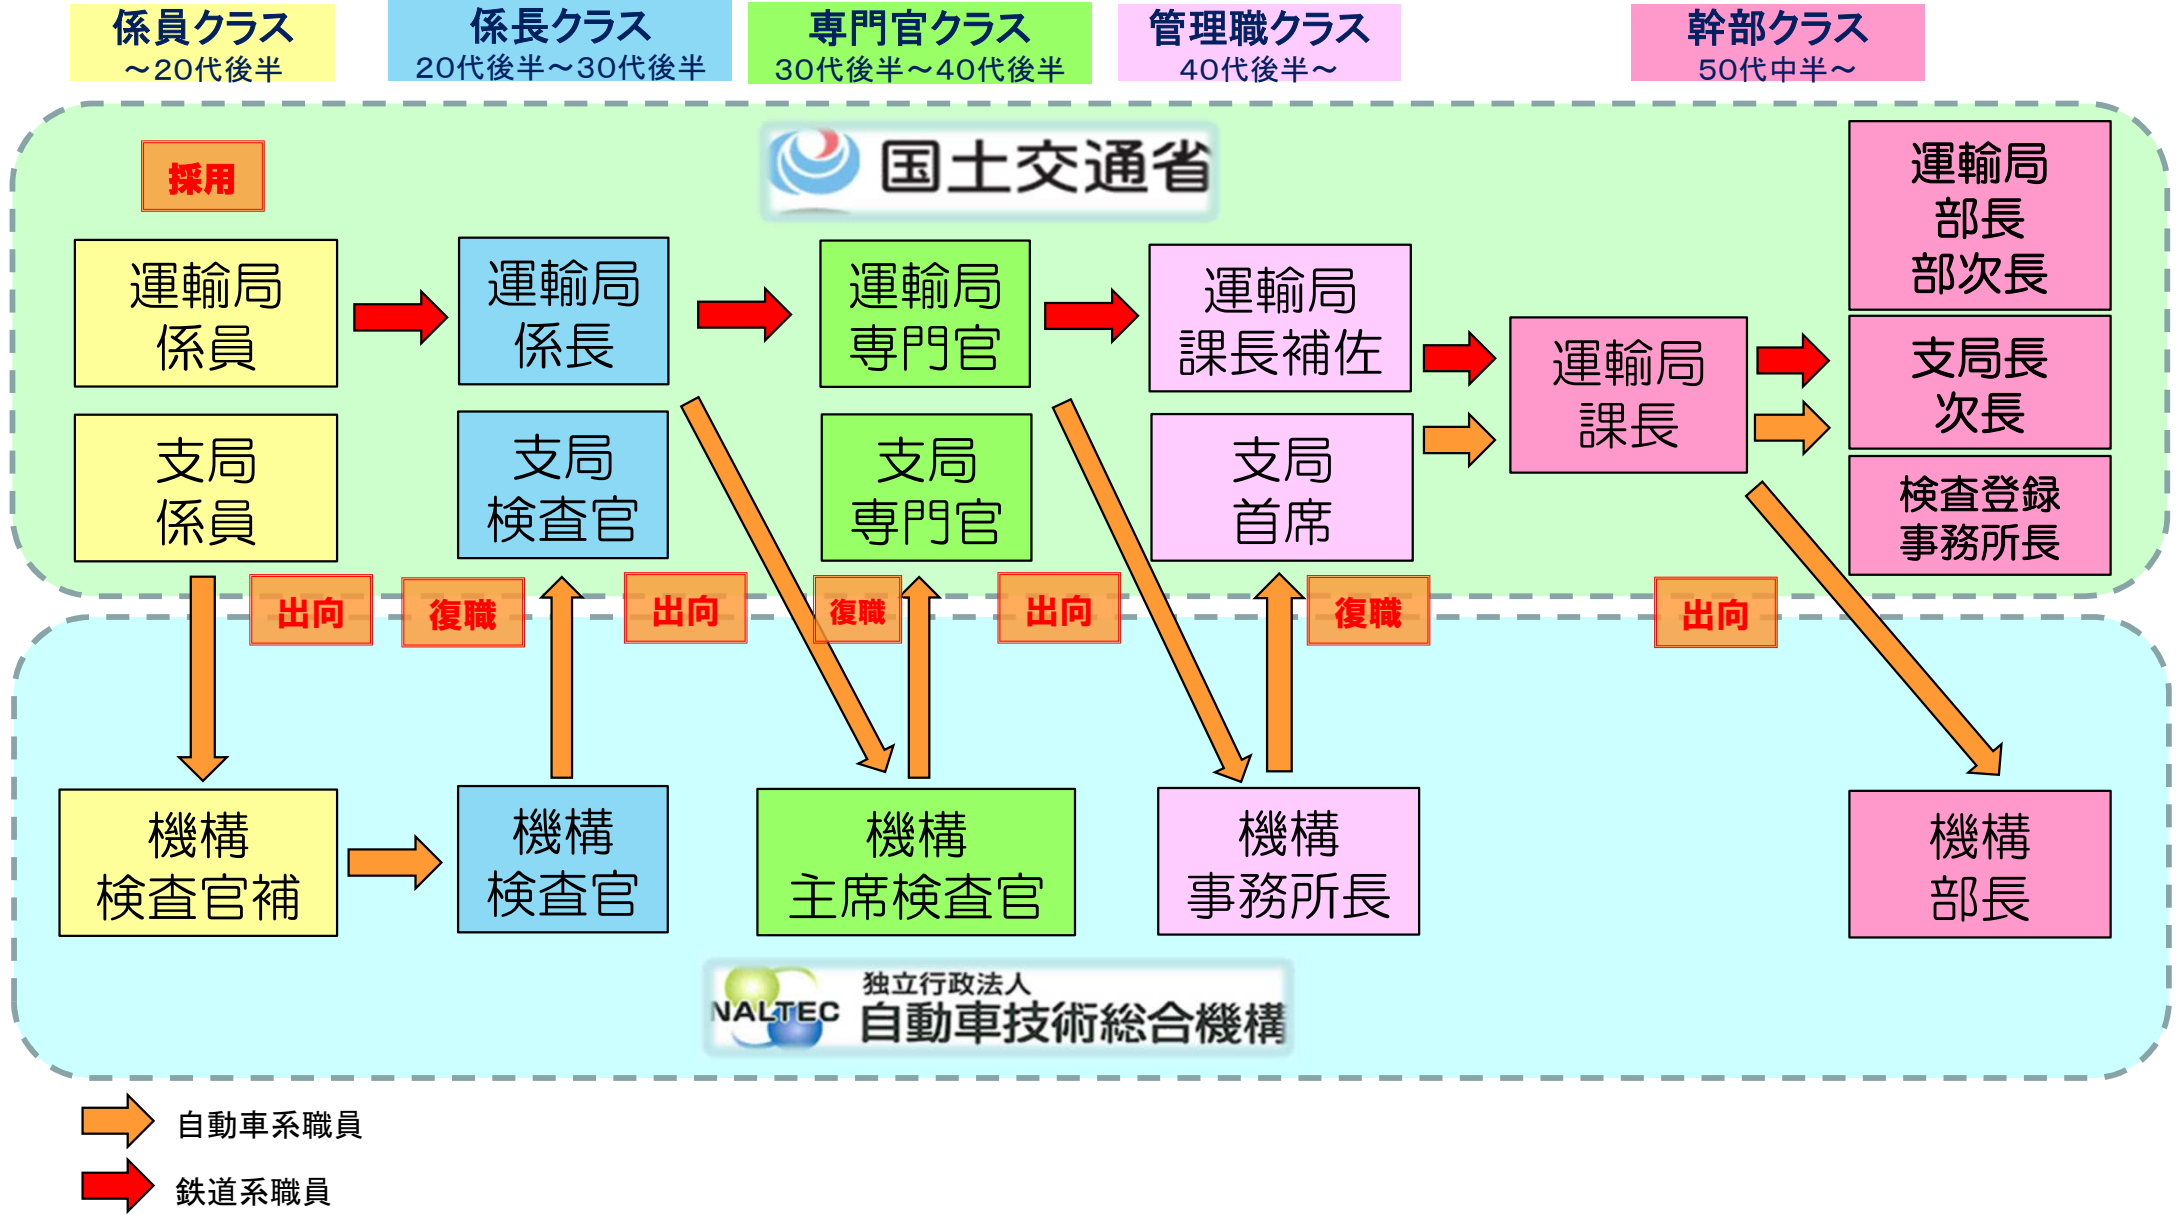 係員クラス
～20代後半
係長クラス
20代後半～30代後半
専門官クラス
30代後半～40代後半
管理職クラス
40代後半～
幹部クラス
50代中半～
国土交通省
採用
運輸局
係員
運輸局
係長
運輸局
専門官
運輸局
課長補佐
運輸局
課長
運輸局
部長
部次長
支局長
次長
検査登録
事務所長
支局
係員
支局
検査官
支局
専門官
支局
首席
出向
復職
出向
復職
出向
復職
出向
機構
検査官補
機構
検査官
機構
主席検査官
機構
事務所長
機構
部長
NALTEC
独立行政法人
自動車技術総合機構
自動車系職員
鉄道系職員